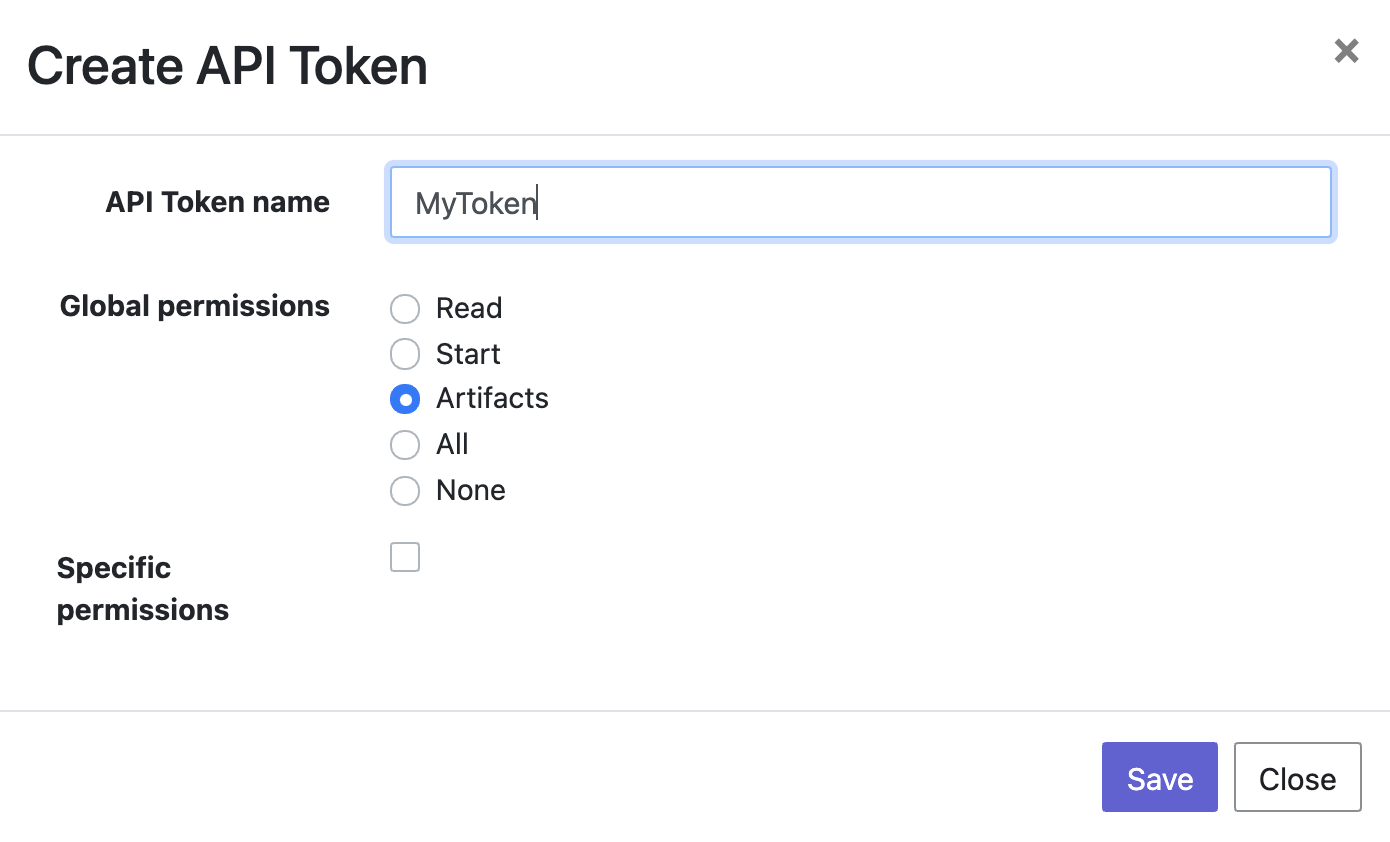 Create API Token
API Token name
MyToken
Global permissions
Read
Start
Artifacts
All
None
Specific
permissions
Save
Close